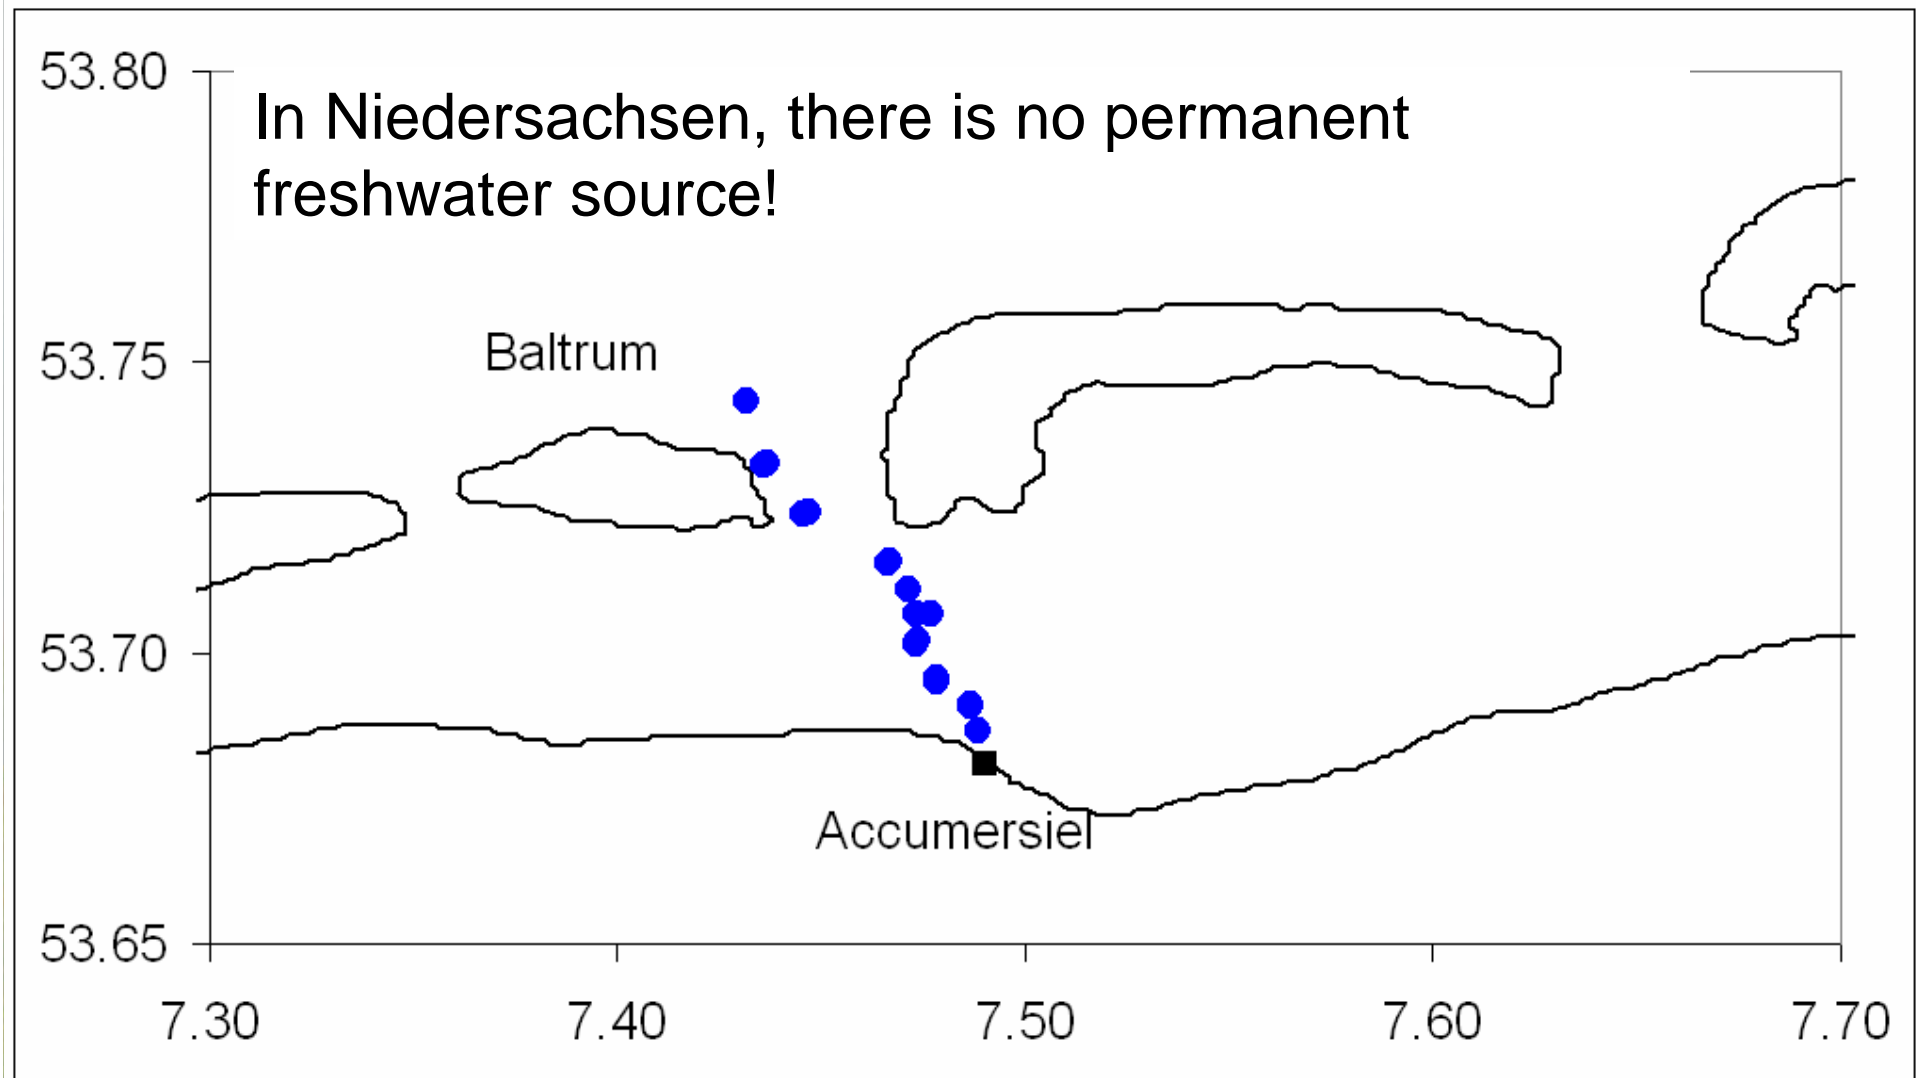 53.80
In Niedersachsen, there is no permanent
freshwater source!
53.75
Baltrum
53.70
Accumersiel
53.65
7.30 7.40 7.50 7.60 7.70